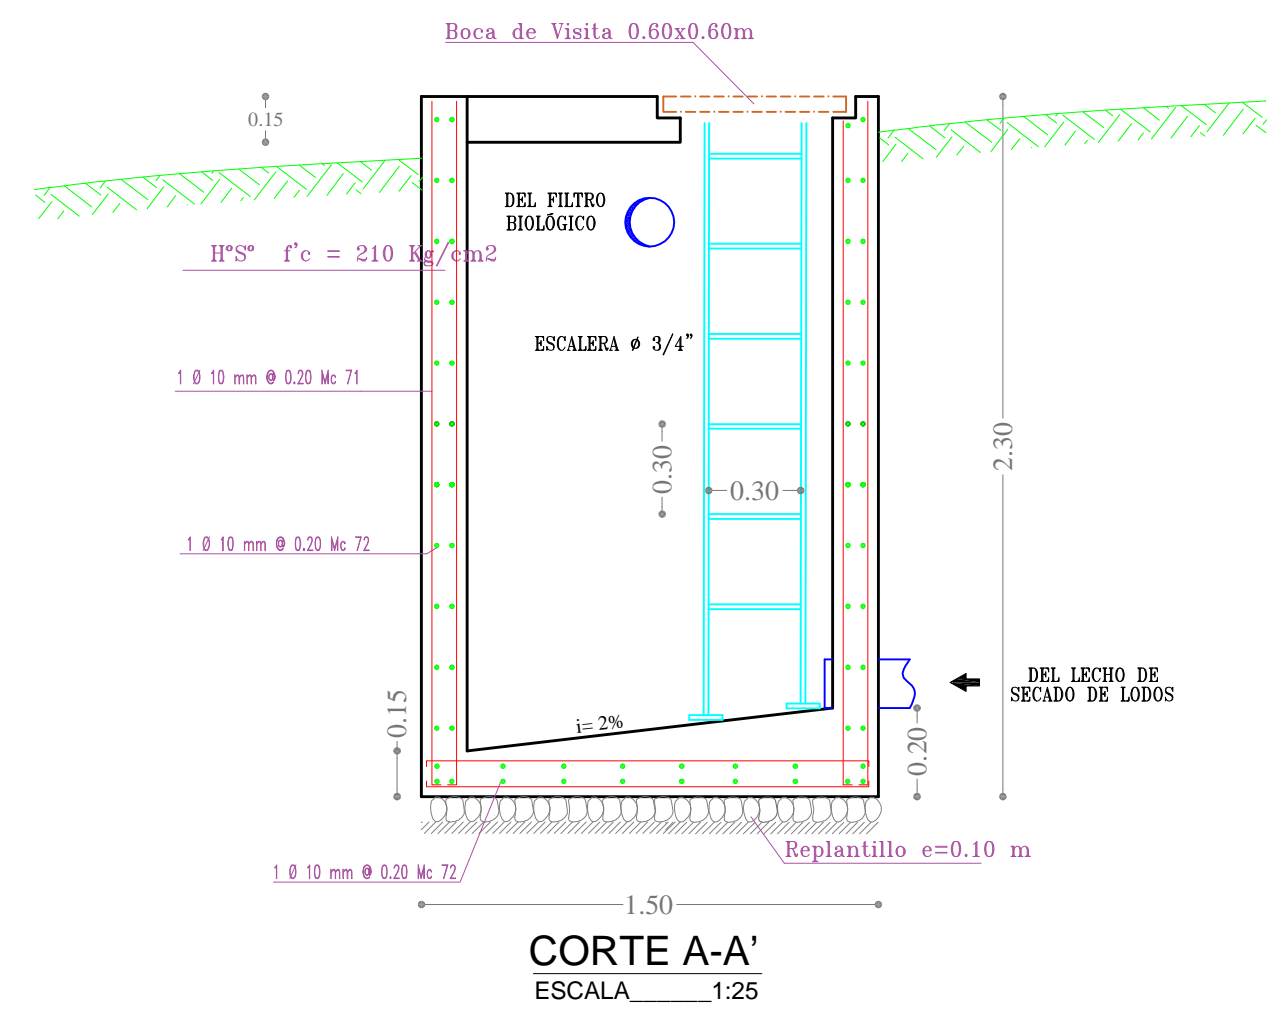 Boca de Visita 0.60x0.60m
0.15
DEL FILTRO
BIOLÓGICO
H°S° f'c = 210 Kg/cm2
ESCALERA ø 3/4"
1 Ø 10 mm @ 0.20 Mc 71
2.30
0.30
0.30
1 Ø 10 mm @ 0.20 Mc 72
DEL LECHO DE
SECADO DE LODOS
0.15
i= 2%
0.20
Replantillo e=0.10 m
1 Ø 10 mm @ 0.20 Mc 72
1.50
CORTE A-A'
ESCALA______1:25